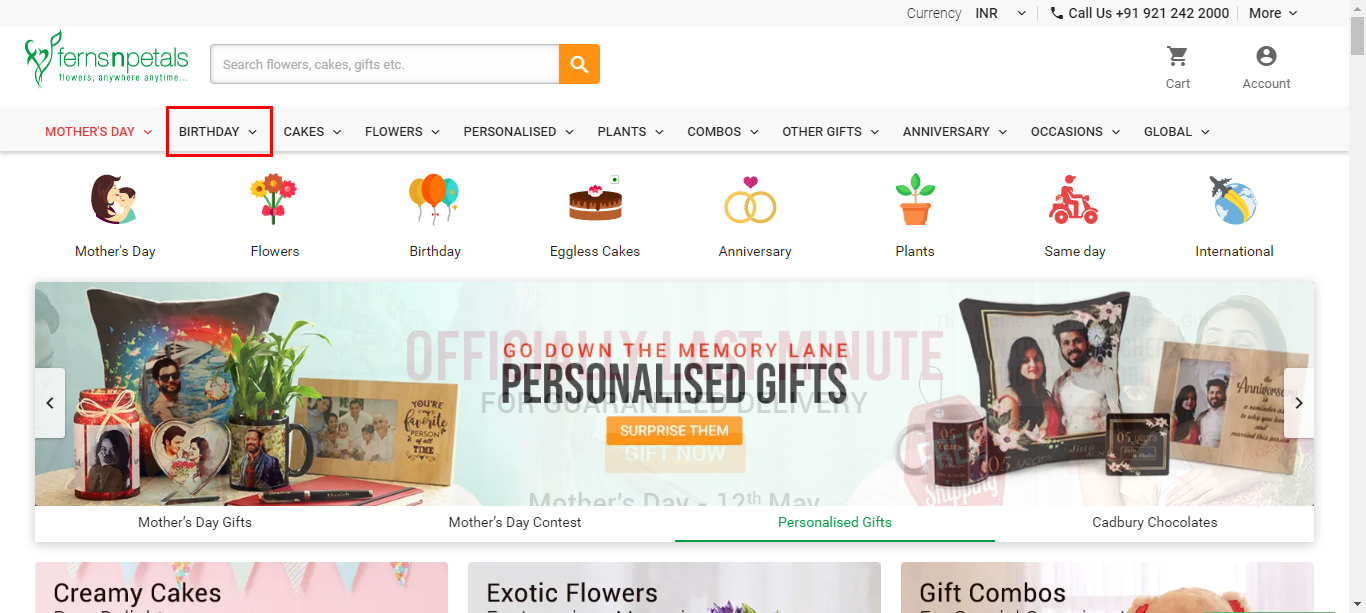 Currency INR Call Us +91 921 242 2000 More
fernsnpetals
flowers, anywhere anytime...
Search flowers, cakes, gifts etc.
Cart Account
MOTHER'S DAY BIRTHDAY CAKES FLOWERS PERSONALISED PLANTS COMBOS OTHER GIFTS ANNIVERSARY OCCASIONS GLOBAL
Mother's Day Flowers Birthday Eggless Cakes Anniversary Plants Same day International
OFFICIALLY LAST MINUTE
GO DOWN THE MEMORY LANE
PERSONALISED GIFTS
FOR GUARANTEED DELIVERY
SURPRISE THEM
GIFT NOW
Mother's Day - 12th May
YOU'RE
my
favorite
PERSON
of all
TIME
Anniversary
05 years
Shipping
Mother's Day Gifts Mother's Day Contest Personalised Gifts Cadbury Chocolates
Creamy Cakes Exotic Flowers Gift Combos